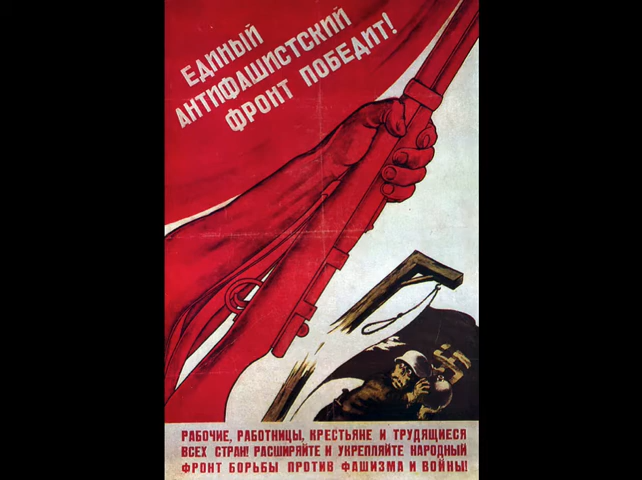 ЕДИНЫЙ
АНТИФАШИСТСКИЙ
ФРОНТ ПОБЕДИТ!
РАБОЧИЕ, РАБОТНИЦЫ, КРЕСТЬЯНЕ И ТРУДЯЩИЕСЯ
ВСЕХ СТРАН! РАСШИРЯЙТЕ И УКРЕПЛЯЙТЕ НАРОДНЫЙ
ФРОНТ БОРЬБЫ ПРОТИВ ФАШИЗМА И ВОЙНЫ!